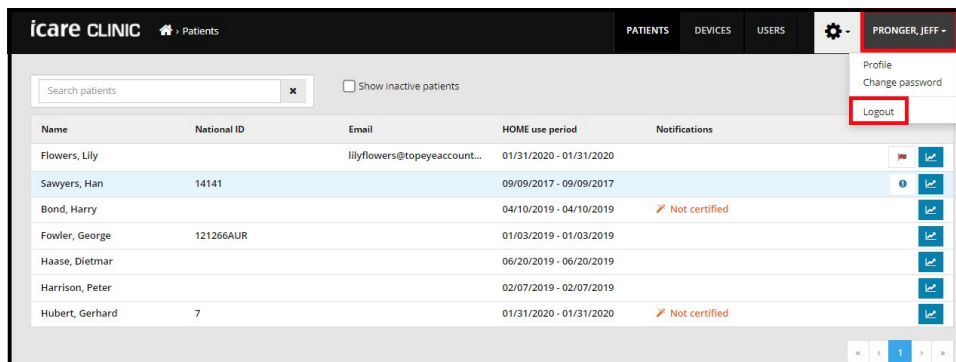 icare CLINIC › Patients PATIENTS DEVICES USERS PRONGER, JEFF
Profile
Search patients Show inactive patients Change password
Logout
Name National ID Email HOME use period Notifications
Flowers, Lily lilyflowers@topeyeaccount... 01/31/2020 - 01/31/2020
Sawyers, Han 14141 09/09/2017 - 09/09/2017
Bond, Harry 04/10/2019 - 04/10/2019 Not certified
Fowler, George 121266AUR 01/03/2019 - 01/03/2019
Haase, Dietmar 06/20/2019 - 06/20/2019
Harrison, Peter 02/07/2019 - 02/07/2019
Hubert, Gerhard 7 01/31/2020 - 01/31/2020 Not certified
« ‹ 1 › »